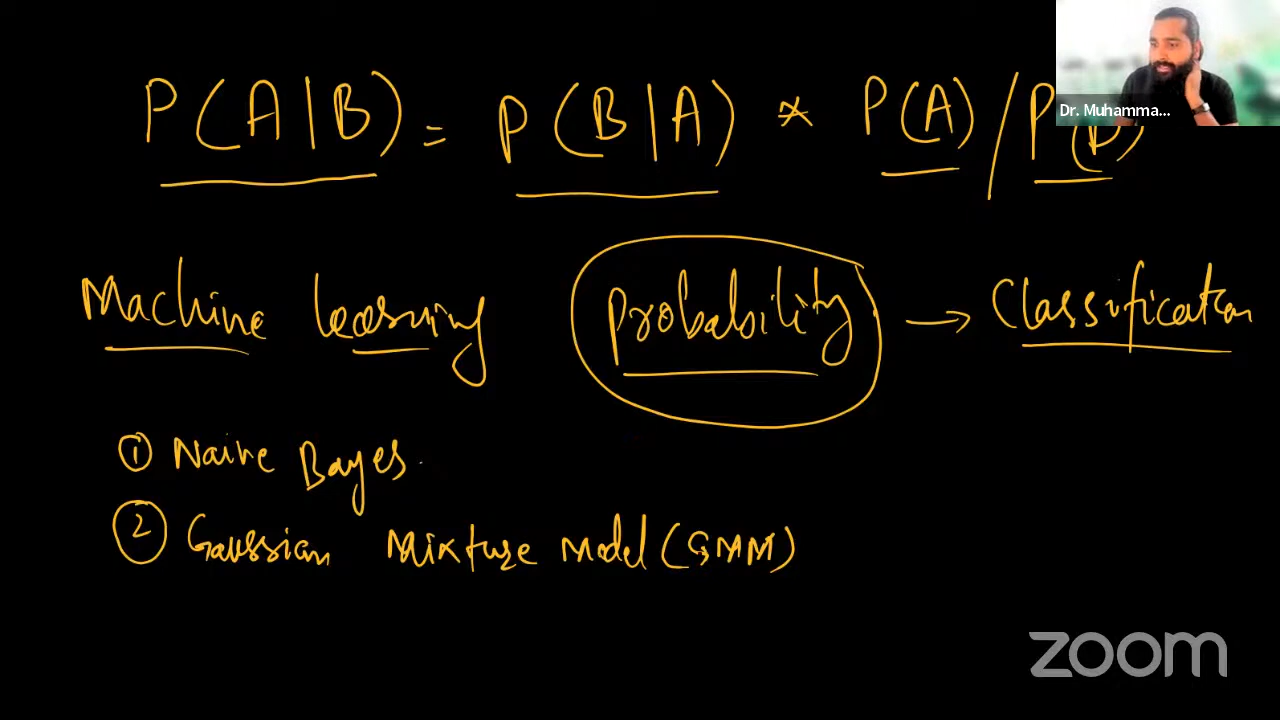 P(A|B) = P(B|A) * P(A) / P(B)
Dr. Muhamma...
Machine learning probability → Classification
① Naive Bayes.
② Gaussian Mixture Model (GMM)
zoom